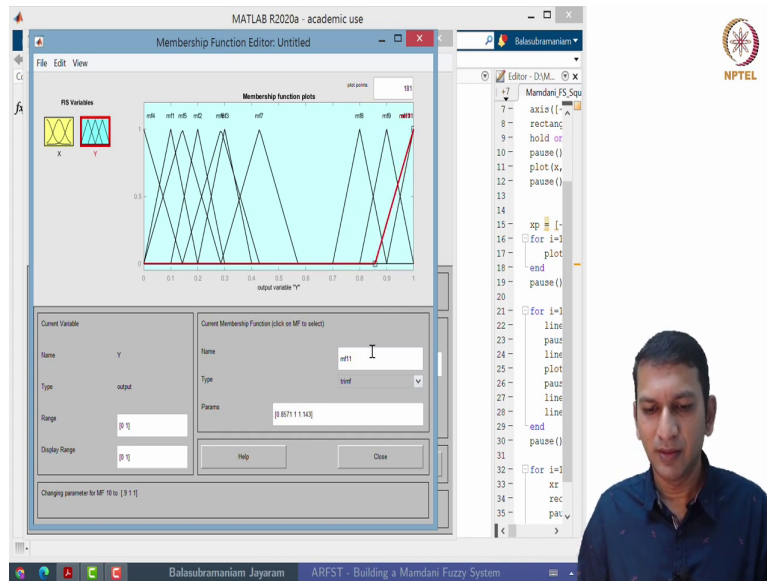 MATLAB R2020a - academic use
Membership Function Editor: Untitled
Balasubramaniam
NPTEL
File Edit View
Editor - D:\M...
+7 Mamdani_FS_Squ
FIS Variables
X
Y
Membership function plots
plot points:
181
mf4 mf1 mf5 mf2 mf7 mf8 mf9
1
0.5
0
0 0.1 0.2 0.3 0.4 0.5 0.6 0.7 0.8 0.9 1
output variable "Y"
7 - axis([-
8 - rectang
9 - hold on
10 - pause()
11 - plot(x,
12 - pause()
13
14
15 - xp = [-
16 - for i=1
17 - plot
18 - end
19 - pause()
20
21 - for i=1
22 - line
23 - paus
24 - line
25 - plot
26 - paus
27 - line
28 - line
29 - end
30 - pause()
31
32 - for i=1
33 - xr
34 - rec
35 - pau
Current Variable
Name Y
Type output
Range [0 1]
Display Range [0 1]
Current Membership Function (click on MF to select)
Name mf11
Type trimf
Params [0.8571 1 1.143]
Help Close
Changing parameter for MF 10 to [.9 1 1]
fx
Balasubramaniam Jayaram ARFST - Building a Mamdani Fuzzy System